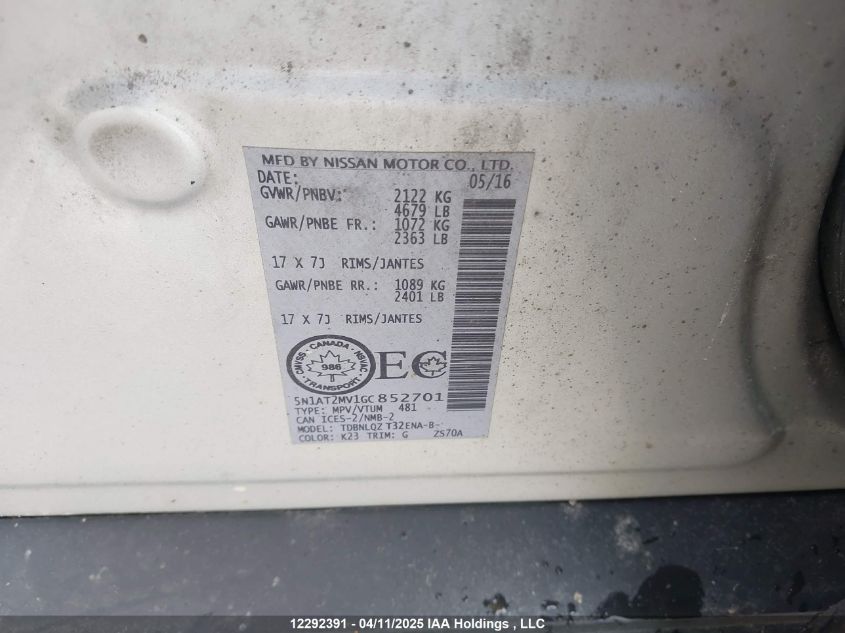 MFD BY NISSAN MOTOR CO., LTD.
DATE: 05/16
GVWR/PNBV: 2122 KG
4679 LB
GAWR/PNBE FR.: 1072 KG
2363 LB
17 X 7J RIMS/JANTES
GAWR/PNBE RR.: 1089 KG
2401 LB
17 X 7J RIMS/JANTES
CMVSS - CANADA - NSVAC
986
TRANSPORT
EC
5N1AT2MV1GC852701
TYPE: MPV/VTUM 481
CAN ICES-2/NMB-2
MODEL: TDBNLQZ T32ENA-B-
COLOR: K23 TRIM: G ZS70A
12292391 - 04/11/2025 IAA Holdings , LLC